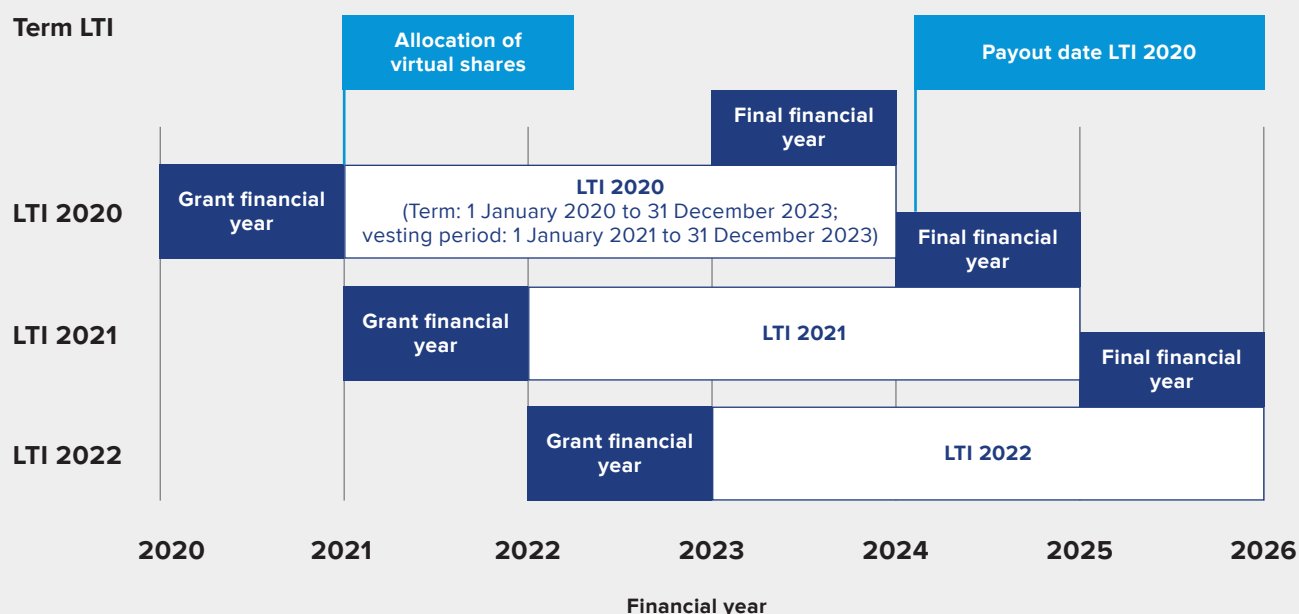 Term LTI
Allocation of
virtual shares
Payout date LTI 2020
Final financial
year
LTI 2020
Grant financial
year
LTI 2020
(Term: 1 January 2020 to 31 December 2023;
vesting period: 1 January 2021 to 31 December 2023)
Final financial
year
LTI 2021
Grant financial
year
LTI 2021
Final financial
year
LTI 2022
Grant financial
year
LTI 2022
2020 2021 2022 2023 2024 2025 2026
Financial year